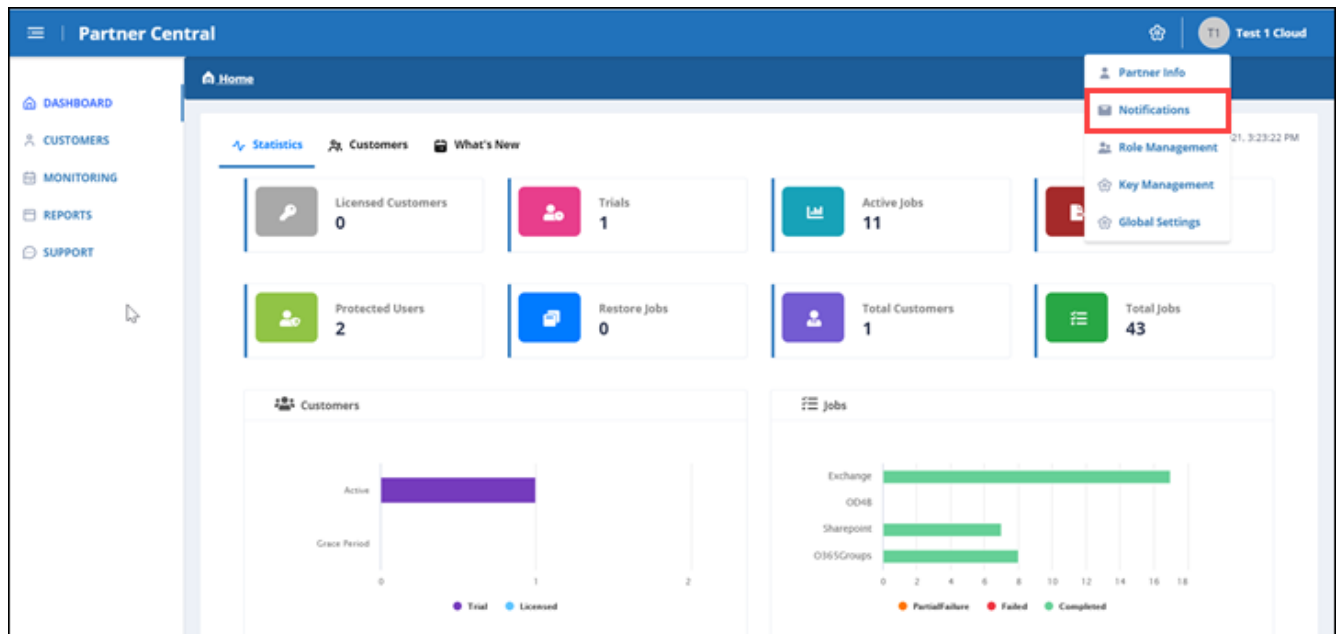 Partner Central
T1 Test 1 Cloud
Home
Partner Info
Notifications
Role Management
Key Management
Global Settings
DASHBOARD
CUSTOMERS
MONITORING
REPORTS
SUPPORT
Statistics Customers What's New
21, 3:23:22 PM
Licensed Customers
0
Trials
1
Active Jobs
11
Protected Users
2
Restore Jobs
0
Total Customers
1
Total Jobs
43
Customers
Active
Grace Period
0 1 2
Trial Licensed
Jobs
Exchange
OD4B
Sharepoint
O365Groups
0 2 4 6 8 10 12 14 16 18
PartialFailure Failed Completed